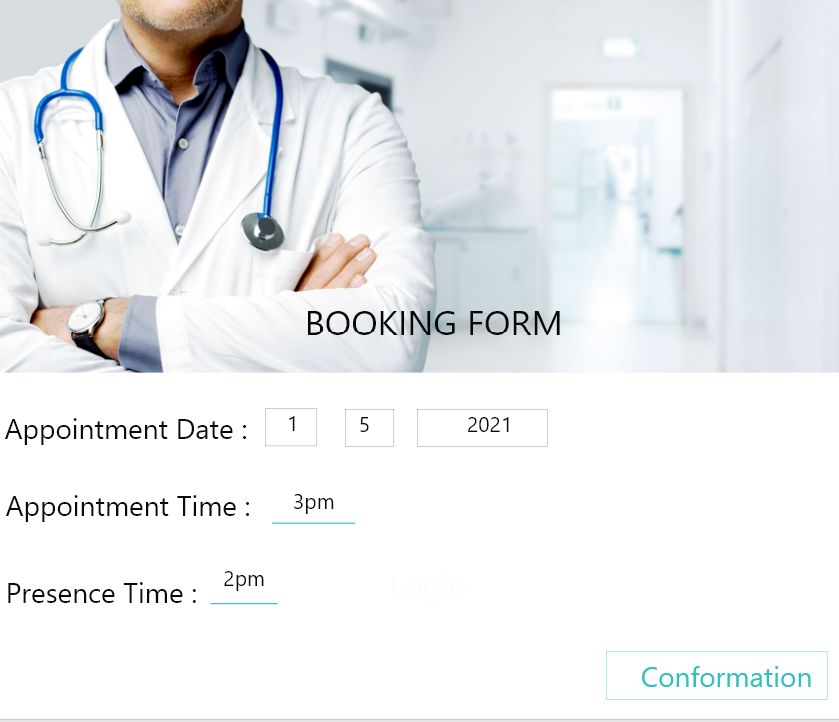 BOOKING FORM
Appointment Date : 1 5 2021
Appointment Time : 3pm
Presence Time : 2pm
Login
Conformation